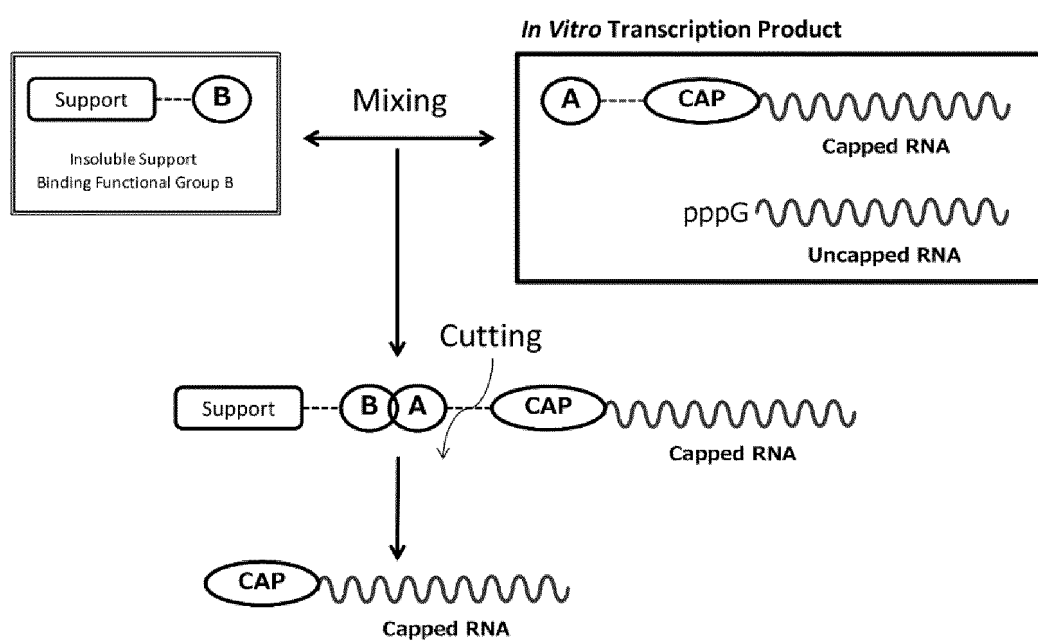 In Vitro Transcription Product
Support
B
Insoluble Support
Binding Functional Group B
Mixing
A
CAP
Capped RNA
pppG
Uncapped RNA
Cutting
Support
B
A
CAP
Capped RNA
CAP
Capped RNA